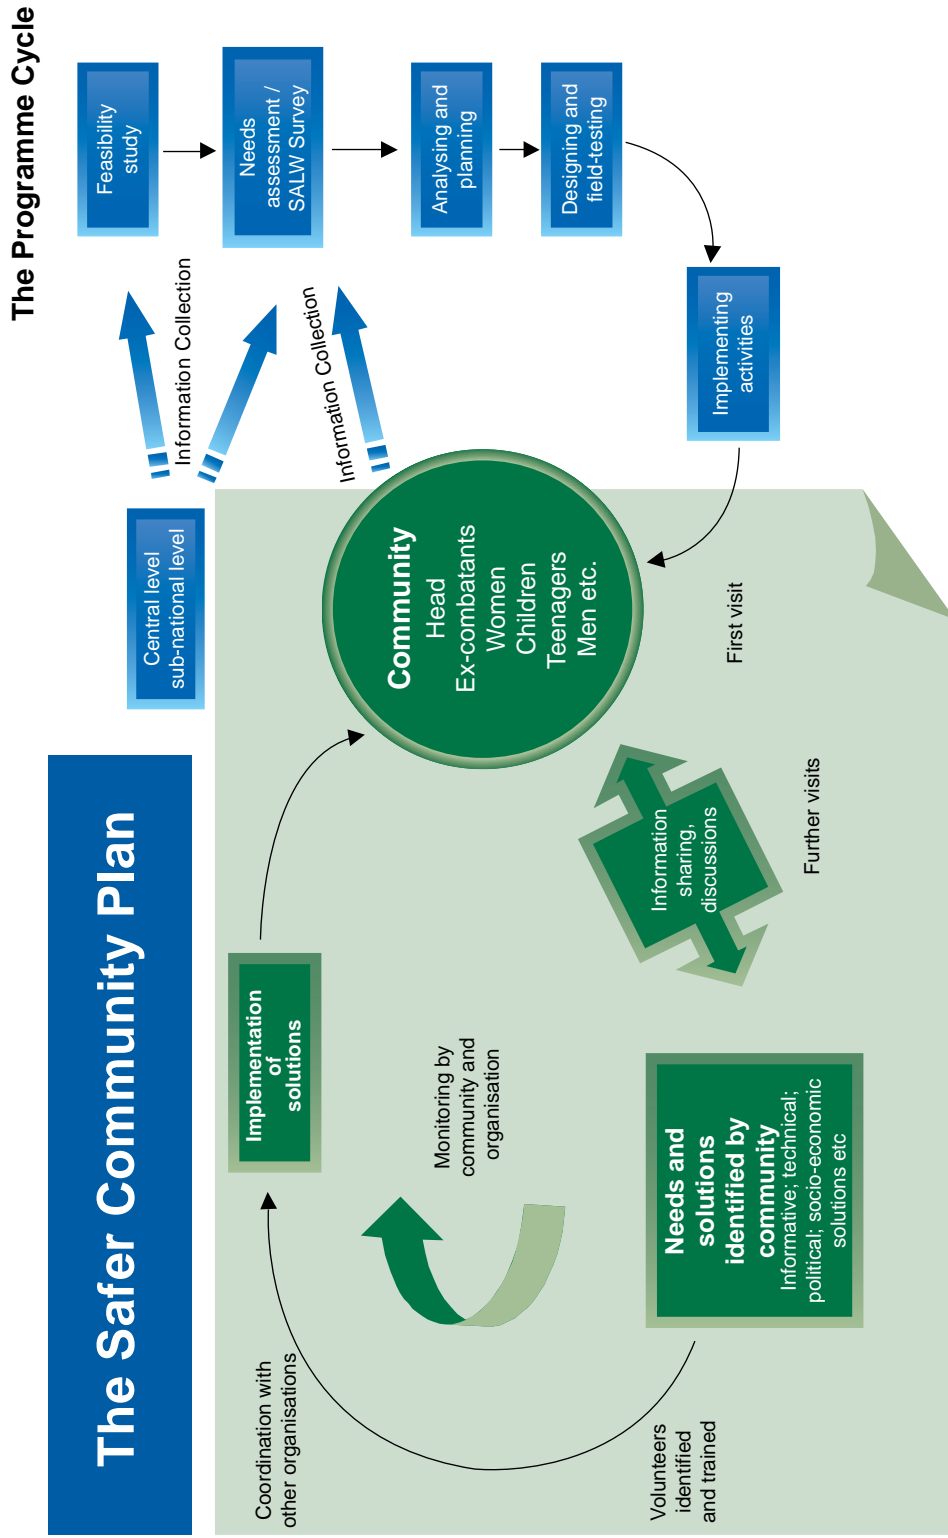 The Programme Cycle
The Safer Community Plan
Feasibility
study
Needs
assessment /
SALW Survey
Analysing and
planning
Designing and
field-testing
Implementing
activities
Central level
sub-national level
Information Collection
Information Collection
Community
Head
Ex-combatants
Women
Children
Teenagers
Men etc.
First visit
Information
sharing,
discussions
Further visits
Needs and
solutions
identified by
community
Informative; technical;
political; socio-economic
solutions etc
Volunteers
identified
and trained
Coordination with
other organisations
Monitoring by
community and
organisation
Implementation
of
solutions